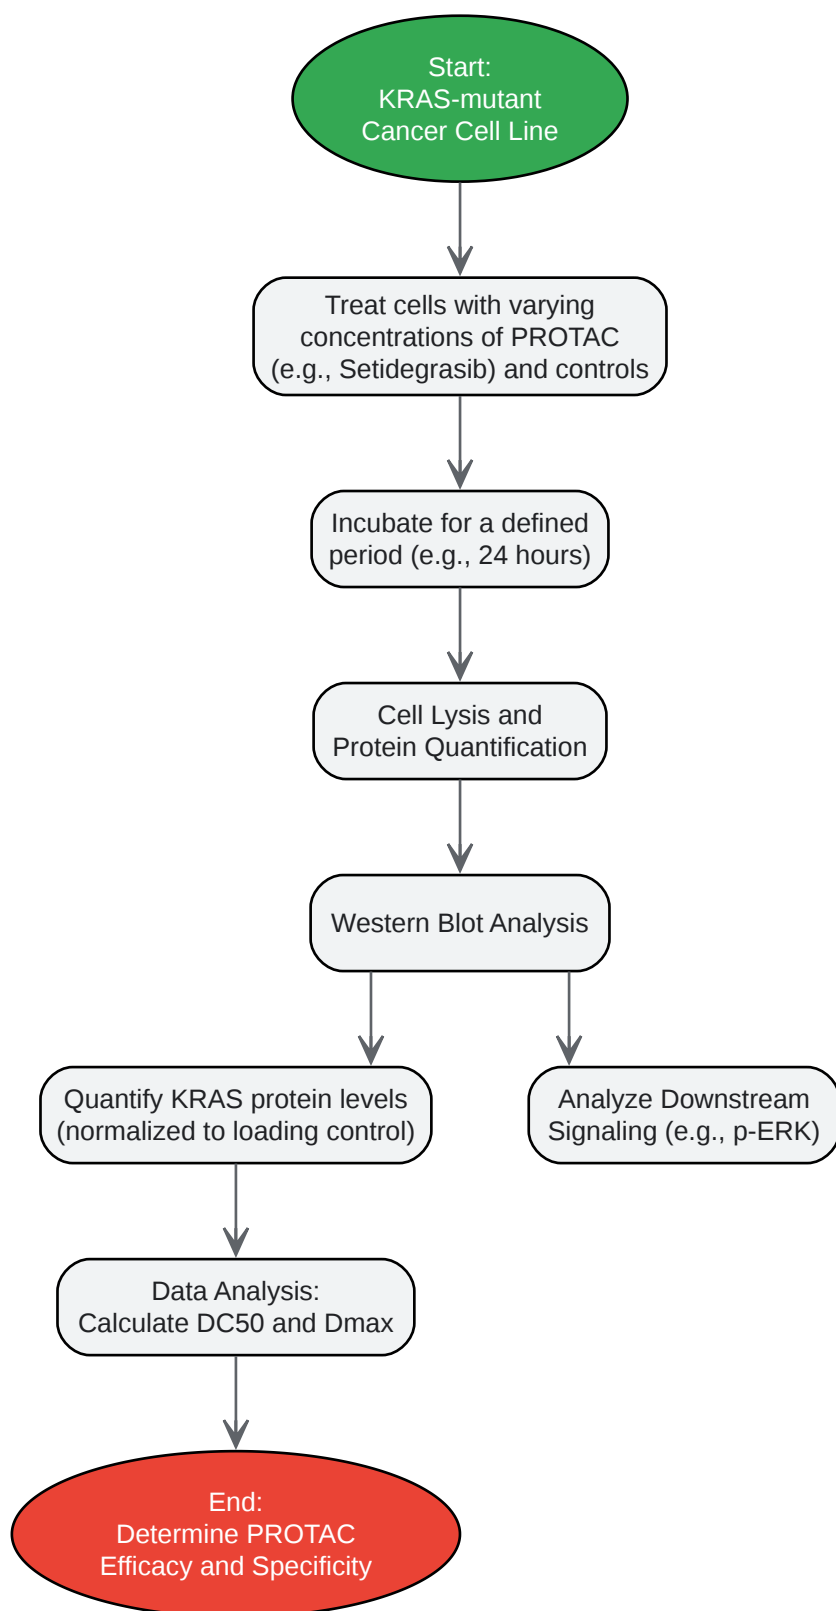 Start:
KRAS-mutant
Cancer Cell Line
Treat cells with varying
concentrations of PROTAC
(e.g., Setidegrasib) and controls
Incubate for a defined
period (e.g., 24 hours)
Cell Lysis and
Protein Quantification
Western Blot Analysis
Quantify KRAS protein levels
(normalized to loading control)
Analyze Downstream
Signaling (e.g., p-ERK)
Data Analysis:
Calculate DC50 and Dmax
End:
Determine PROTAC
Efficacy and Specificity